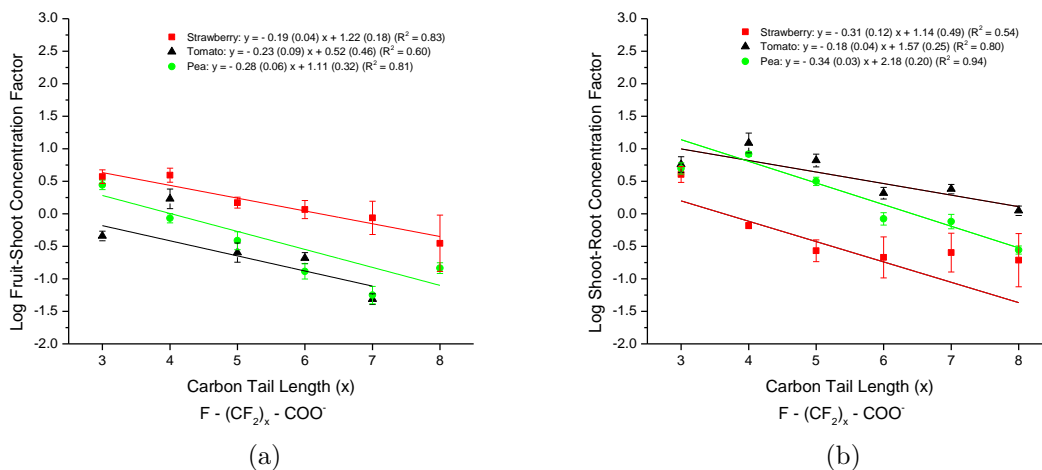 Strawberry: y = - 0.19 (0.04) x + 1.22 (0.18) (R² = 0.83)
Tomato: y = - 0.23 (0.09) x + 0.52 (0.46) (R² = 0.60)
Pea: y = - 0.28 (0.06) x + 1.11 (0.32) (R² = 0.81)
3.0
2.5
2.0
1.5
1.0
0.5
0.0
-0.5
-1.0
-1.5
-2.0
Log Fruit-Shoot Concentration Factor
3 4 5 6 7 8
Carbon Tail Length (x)
F - (CF₂)ₓ - COO⁻
(a)
Strawberry: y = - 0.31 (0.12) x + 1.14 (0.49) (R² = 0.54)
Tomato: y = - 0.18 (0.04) x + 1.57 (0.25) (R² = 0.80)
Pea: y = - 0.34 (0.03) x + 2.18 (0.20) (R² = 0.94)
3.0
2.5
2.0
1.5
1.0
0.5
0.0
-0.5
-1.0
-1.5
-2.0
Log Shoot-Root Concentration Factor
3 4 5 6 7 8
Carbon Tail Length (x)
F - (CF₂)ₓ - COO⁻
(b)